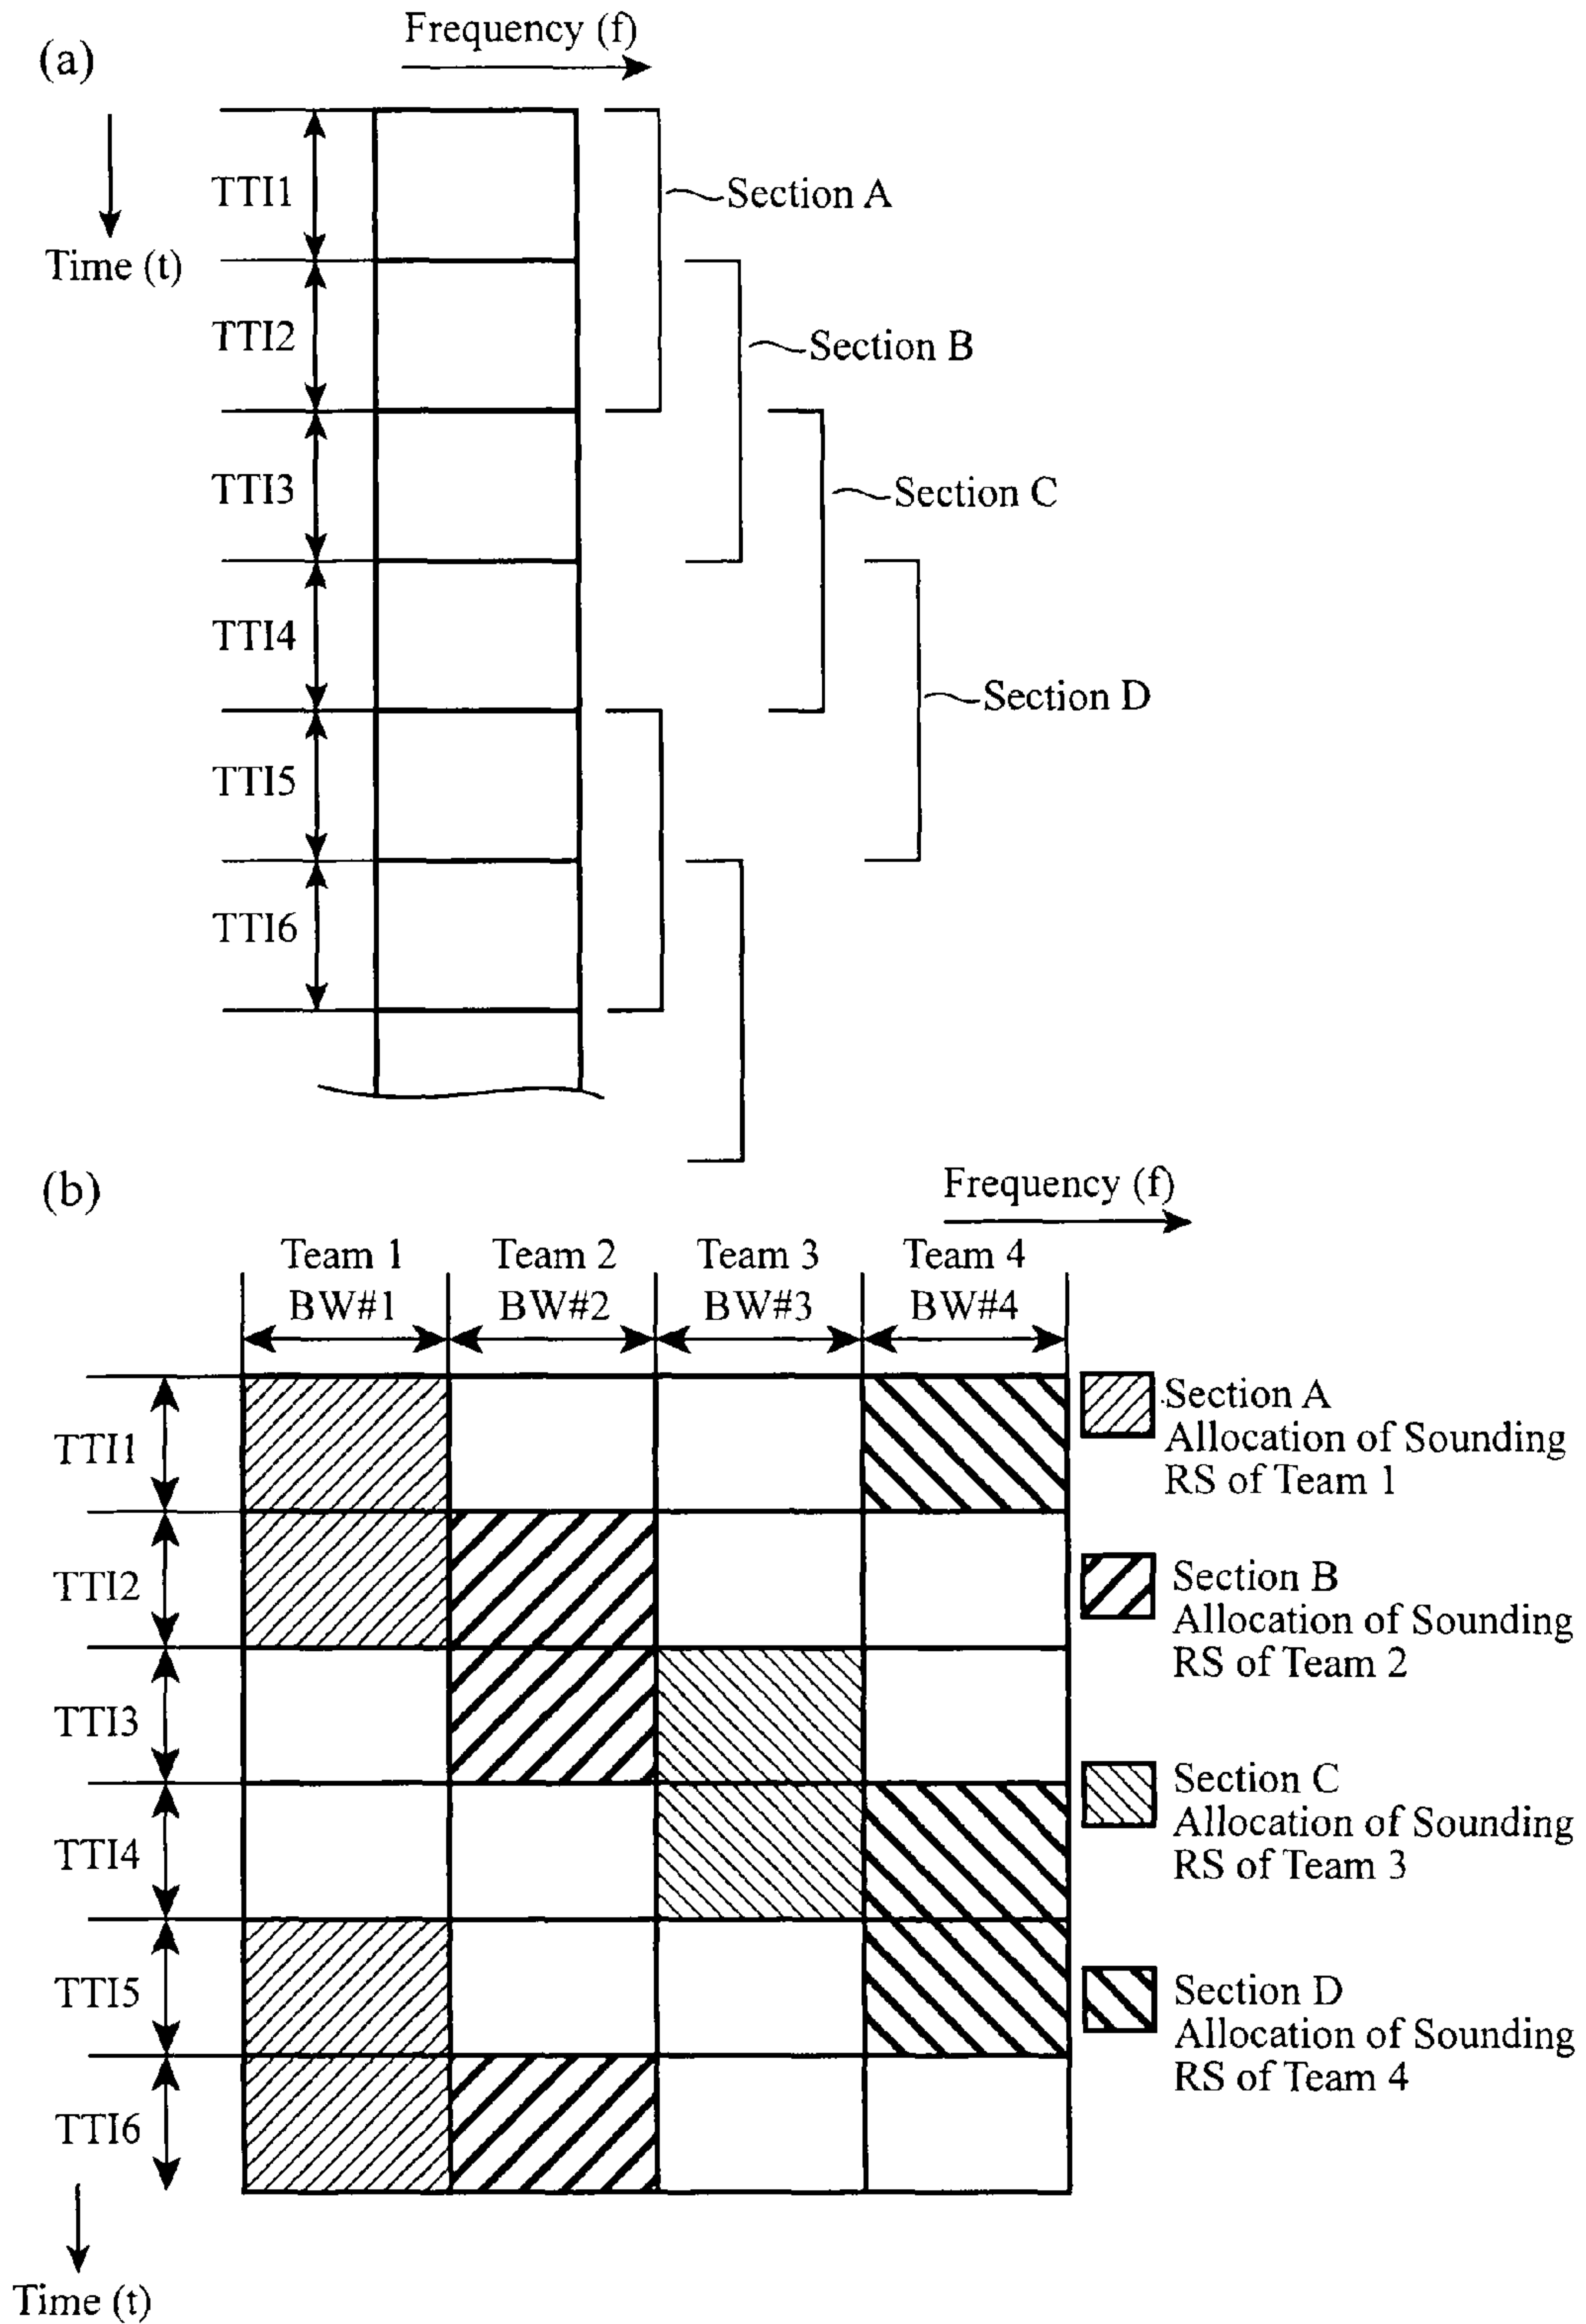 (a)
Frequency (f)
Time (t)
TTI1
TTI2
TTI3
TTI4
TTI5
TTI6
Section A
Section B
Section C
Section D
(b)
Frequency (f)
Team 1
BW#1
Team 2
BW#2
Team 3
BW#3
Team 4
BW#4
TTI1
TTI2
TTI3
TTI4
TTI5
TTI6
Time (t)
Section A
Allocation of Sounding
RS of Team 1
Section B
Allocation of Sounding
RS of Team 2
Section C
Allocation of Sounding
RS of Team 3
Section D
Allocation of Sounding
RS of Team 4